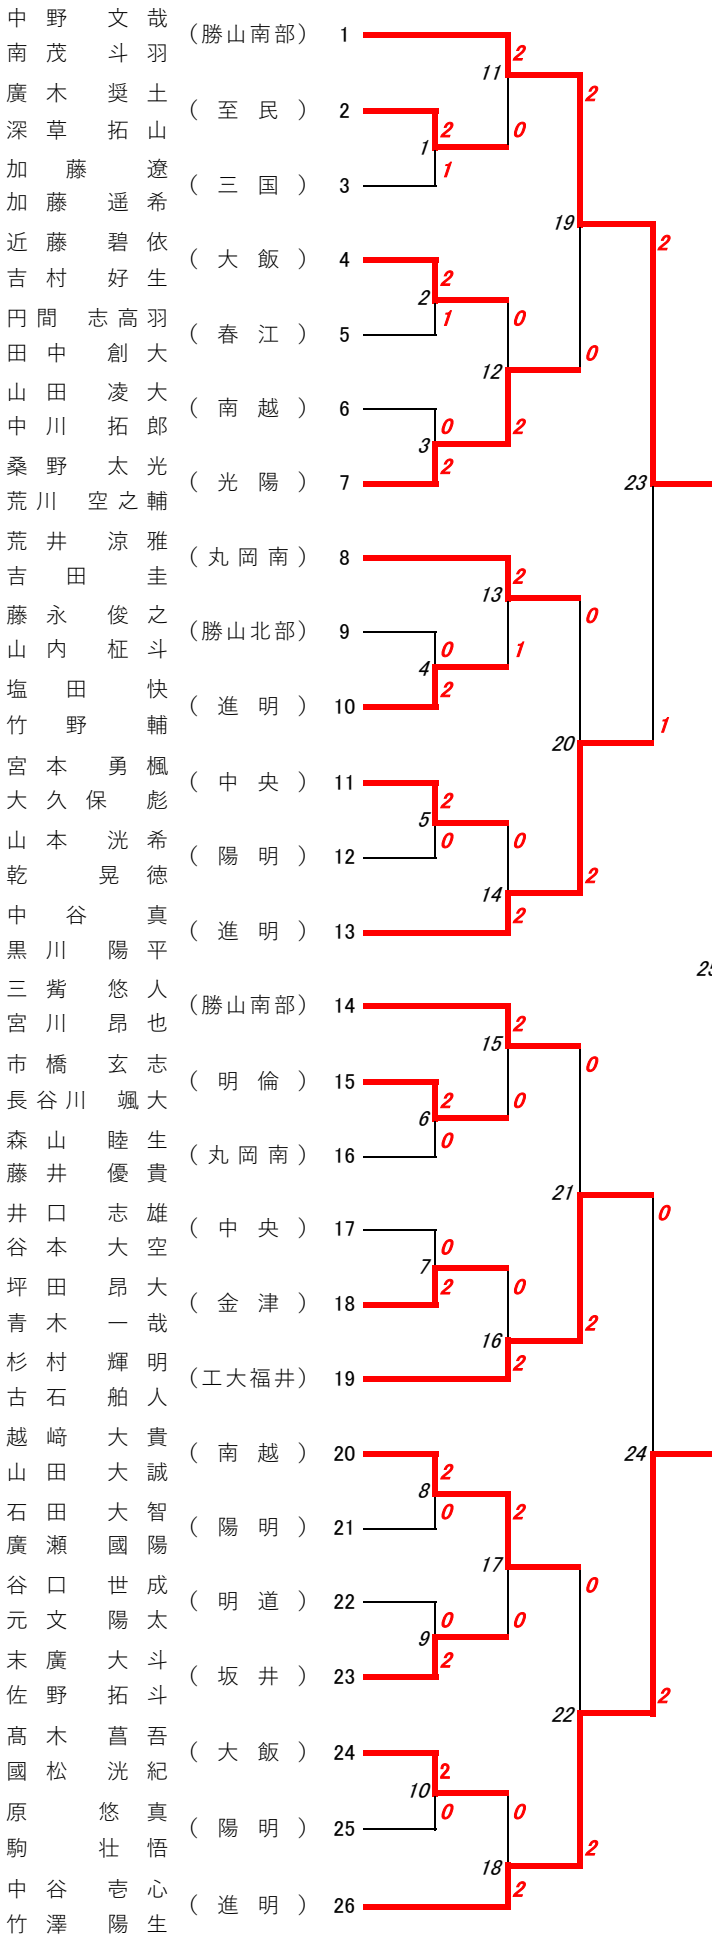 中野 文哉
南茂 斗羽
(勝山南部) 1
廣木 奨土
深草 拓山
(至民) 2
加藤 遼
加藤 遥希
(三国) 3
近藤 碧依
吉村 好生
(大飯) 4
円間 志高羽
田中 創大
(春江) 5
山田 凌大
中川 拓郎
(南越) 6
桑野 太光
荒川 空之輔
(光陽) 7
荒井 涼雅
吉田 圭
(丸岡南) 8
藤永 俊之
山内 柾斗
(勝山北部) 9
塩田 快
竹野 輔
(進明) 10
宮本 勇楓
大久保 彪
(中央) 11
山本 洸希
乾 晃徳
(陽明) 12
中谷 真
黒川 陽平
(進明) 13
三觜 悠人
宮川 昂也
(勝山南部) 14
市橋 玄志
長谷川 颯大
(明倫) 15
森山 睦生
藤井 優貴
(丸岡南) 16
井口 志雄
谷本 大空
(中央) 17
坪田 昂大
青木 一哉
(金津) 18
杉村 輝明
古石 舶人
(工大福井) 19
越﨑 大貴
山田 大誠
(南越) 20
石田 大智
廣瀬 國陽
(陽明) 21
谷口 世成
元文 陽太
(明道) 22
末廣 大斗
佐野 拓斗
(坂井) 23
髙木 菖吾
國松 洸紀
(大飯) 24
原 悠真
駒 壮悟
(陽明) 25
中谷 壱心
竹澤 陽生
(進明) 26
1 2 1
2 2 1
3 0 2
4 0 2
5 2 0
6 2 0
7 0 2
8 2 0
9 0 2
10 2 0
11 2 0
12 0 2
13 2 1
14 0 2
15 2 0
16 0 2
17 2 0
18 0 2
19 2 0
20 0 2
21 0 2
22 0 2
23 2 1
24 0 2
25